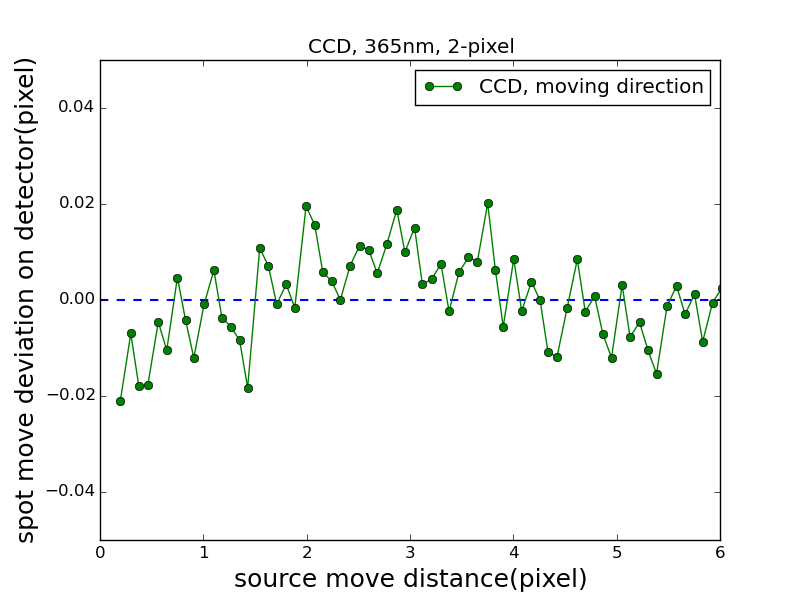 CCD, 365nm, 2-pixel
CCD, moving direction
spot move deviation on detector(pixel)
0.04
0.02
0.00
−0.02
−0.04
0 1 2 3 4 5 6
source move distance(pixel)